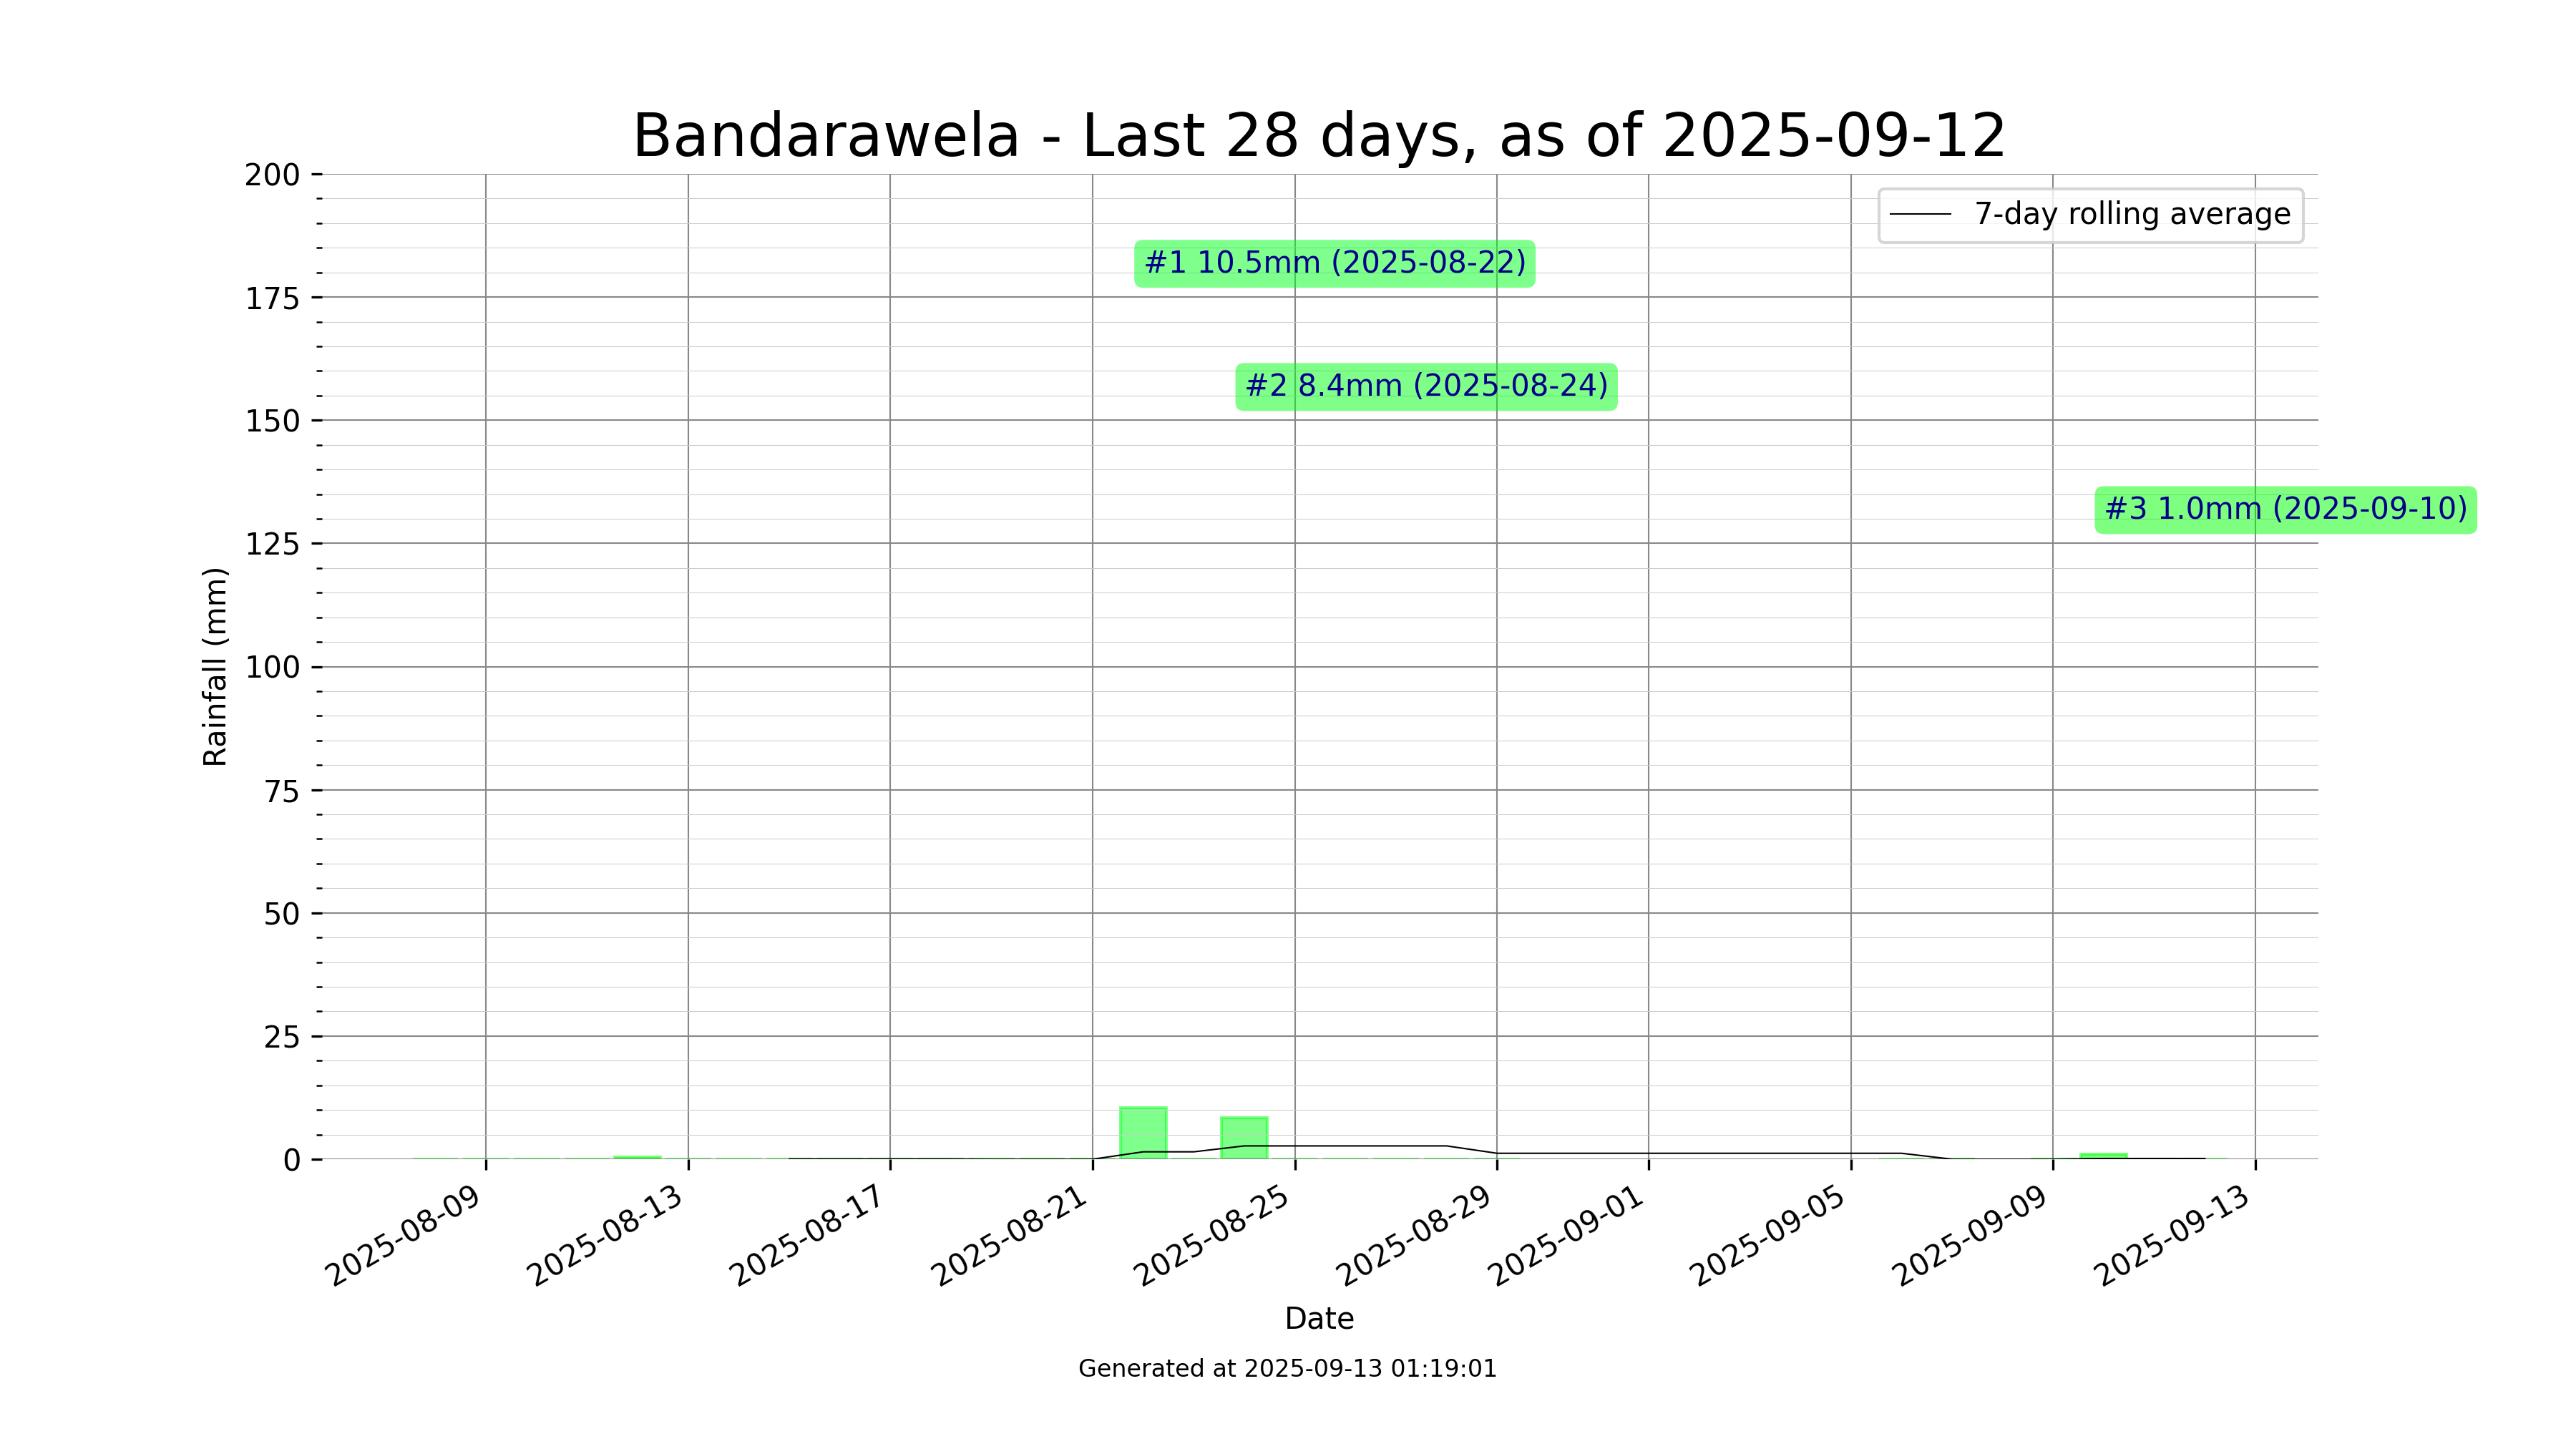 Bandarawela - Last 28 days, as of 2025-09-12
7-day rolling average
#1 10.5mm (2025-08-22)
#2 8.4mm (2025-08-24)
#3 1.0mm (2025-09-10)
Rainfall (mm)
200
175
150
125
100
75
50
25
0
2025-08-09
2025-08-13
2025-08-17
2025-08-21
2025-08-25
2025-08-29
2025-09-01
2025-09-05
2025-09-09
2025-09-13
Date
Generated at 2025-09-13 01:19:01